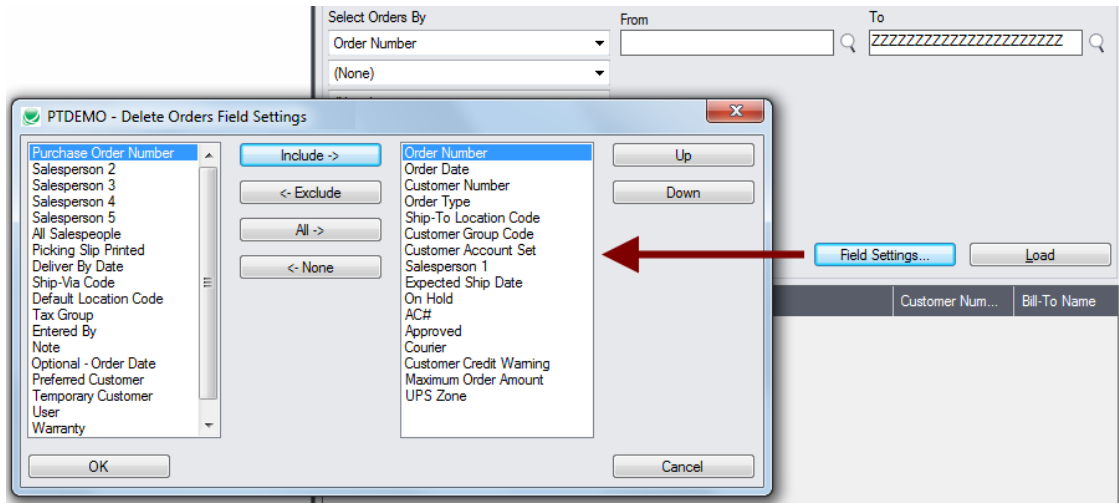 Select Orders By
From
To
Order Number
ZZZZZZZZZZZZZZZZZZZZZZ
(None)
PTDEMO - Delete Orders Field Settings
x
Purchase Order Number
Salesperson 2
Salesperson 3
Salesperson 4
Salesperson 5
All Salespeople
Picking Slip Printed
Deliver By Date
Ship-Via Code
Default Location Code
Tax Group
Entered By
Note
Optional - Order Date
Preferred Customer
Temporary Customer
User
Warranty
Include ->
<- Exclude
All ->
<- None
Order Number
Order Date
Customer Number
Order Type
Ship-To Location Code
Customer Group Code
Customer Account Set
Salesperson 1
Expected Ship Date
On Hold
AC#
Approved
Courier
Customer Credit Warning
Maximum Order Amount
UPS Zone
Up
Down
OK
Cancel
Field Settings...
Load
Customer Num...
Bill-To Name